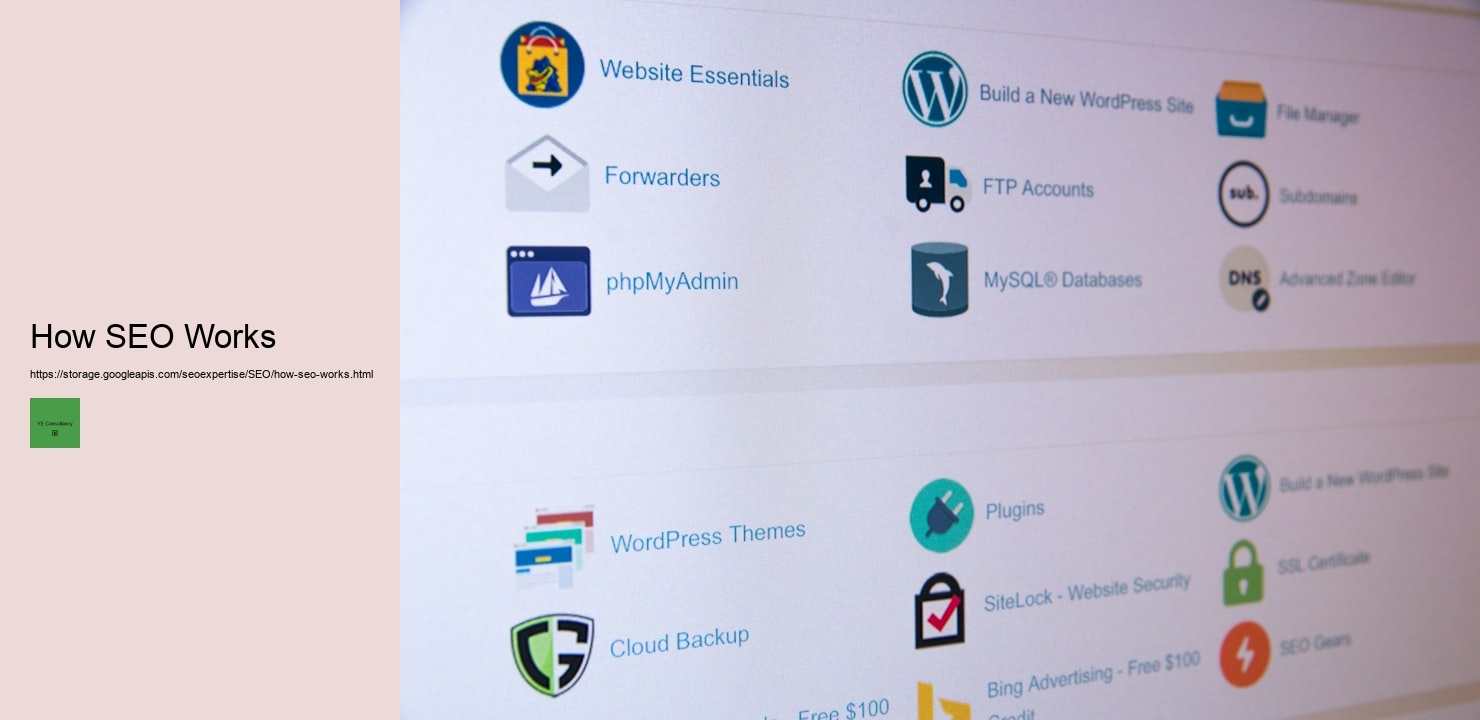 How SEO Works
https://storage.googleapis.com/seoexpertise/SEO/how-seo-works.html
YE Consultancy
Website Essentials
Build a New WordPress Site
File Manager
Forwarders
FTP Accounts
sub.
Subdomains
phpMyAdmin
MySQL® Databases
DNS
Advanced Zone Editor
WordPress Themes
Plugins
Build a New WordPress Site
SiteLock - Website Security
SSL Certificate
Cloud Backup
Bing Advertising - Free $100
Credit
SEO Gears
- Free $100